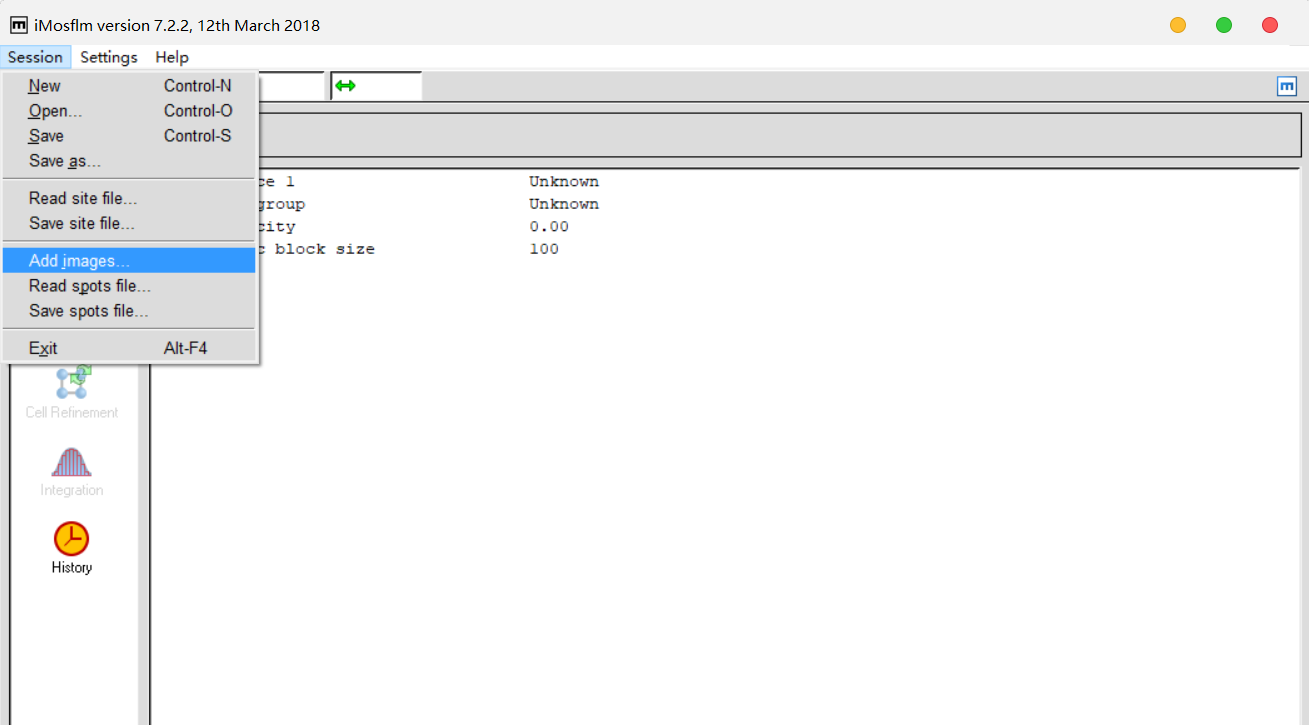 m iMosflm version 7.2.2, 12th March 2018
Session Settings Help
New Control-N
Open... Control-O
Save Control-S
Save as...
m
Read site file...
Save site file...
Add images...
Read spots file...
Save spots file...
Exit Alt-F4
ce 1 Unknown
group Unknown
city 0.00
c block size 100
Cell Refinement
Integration
History